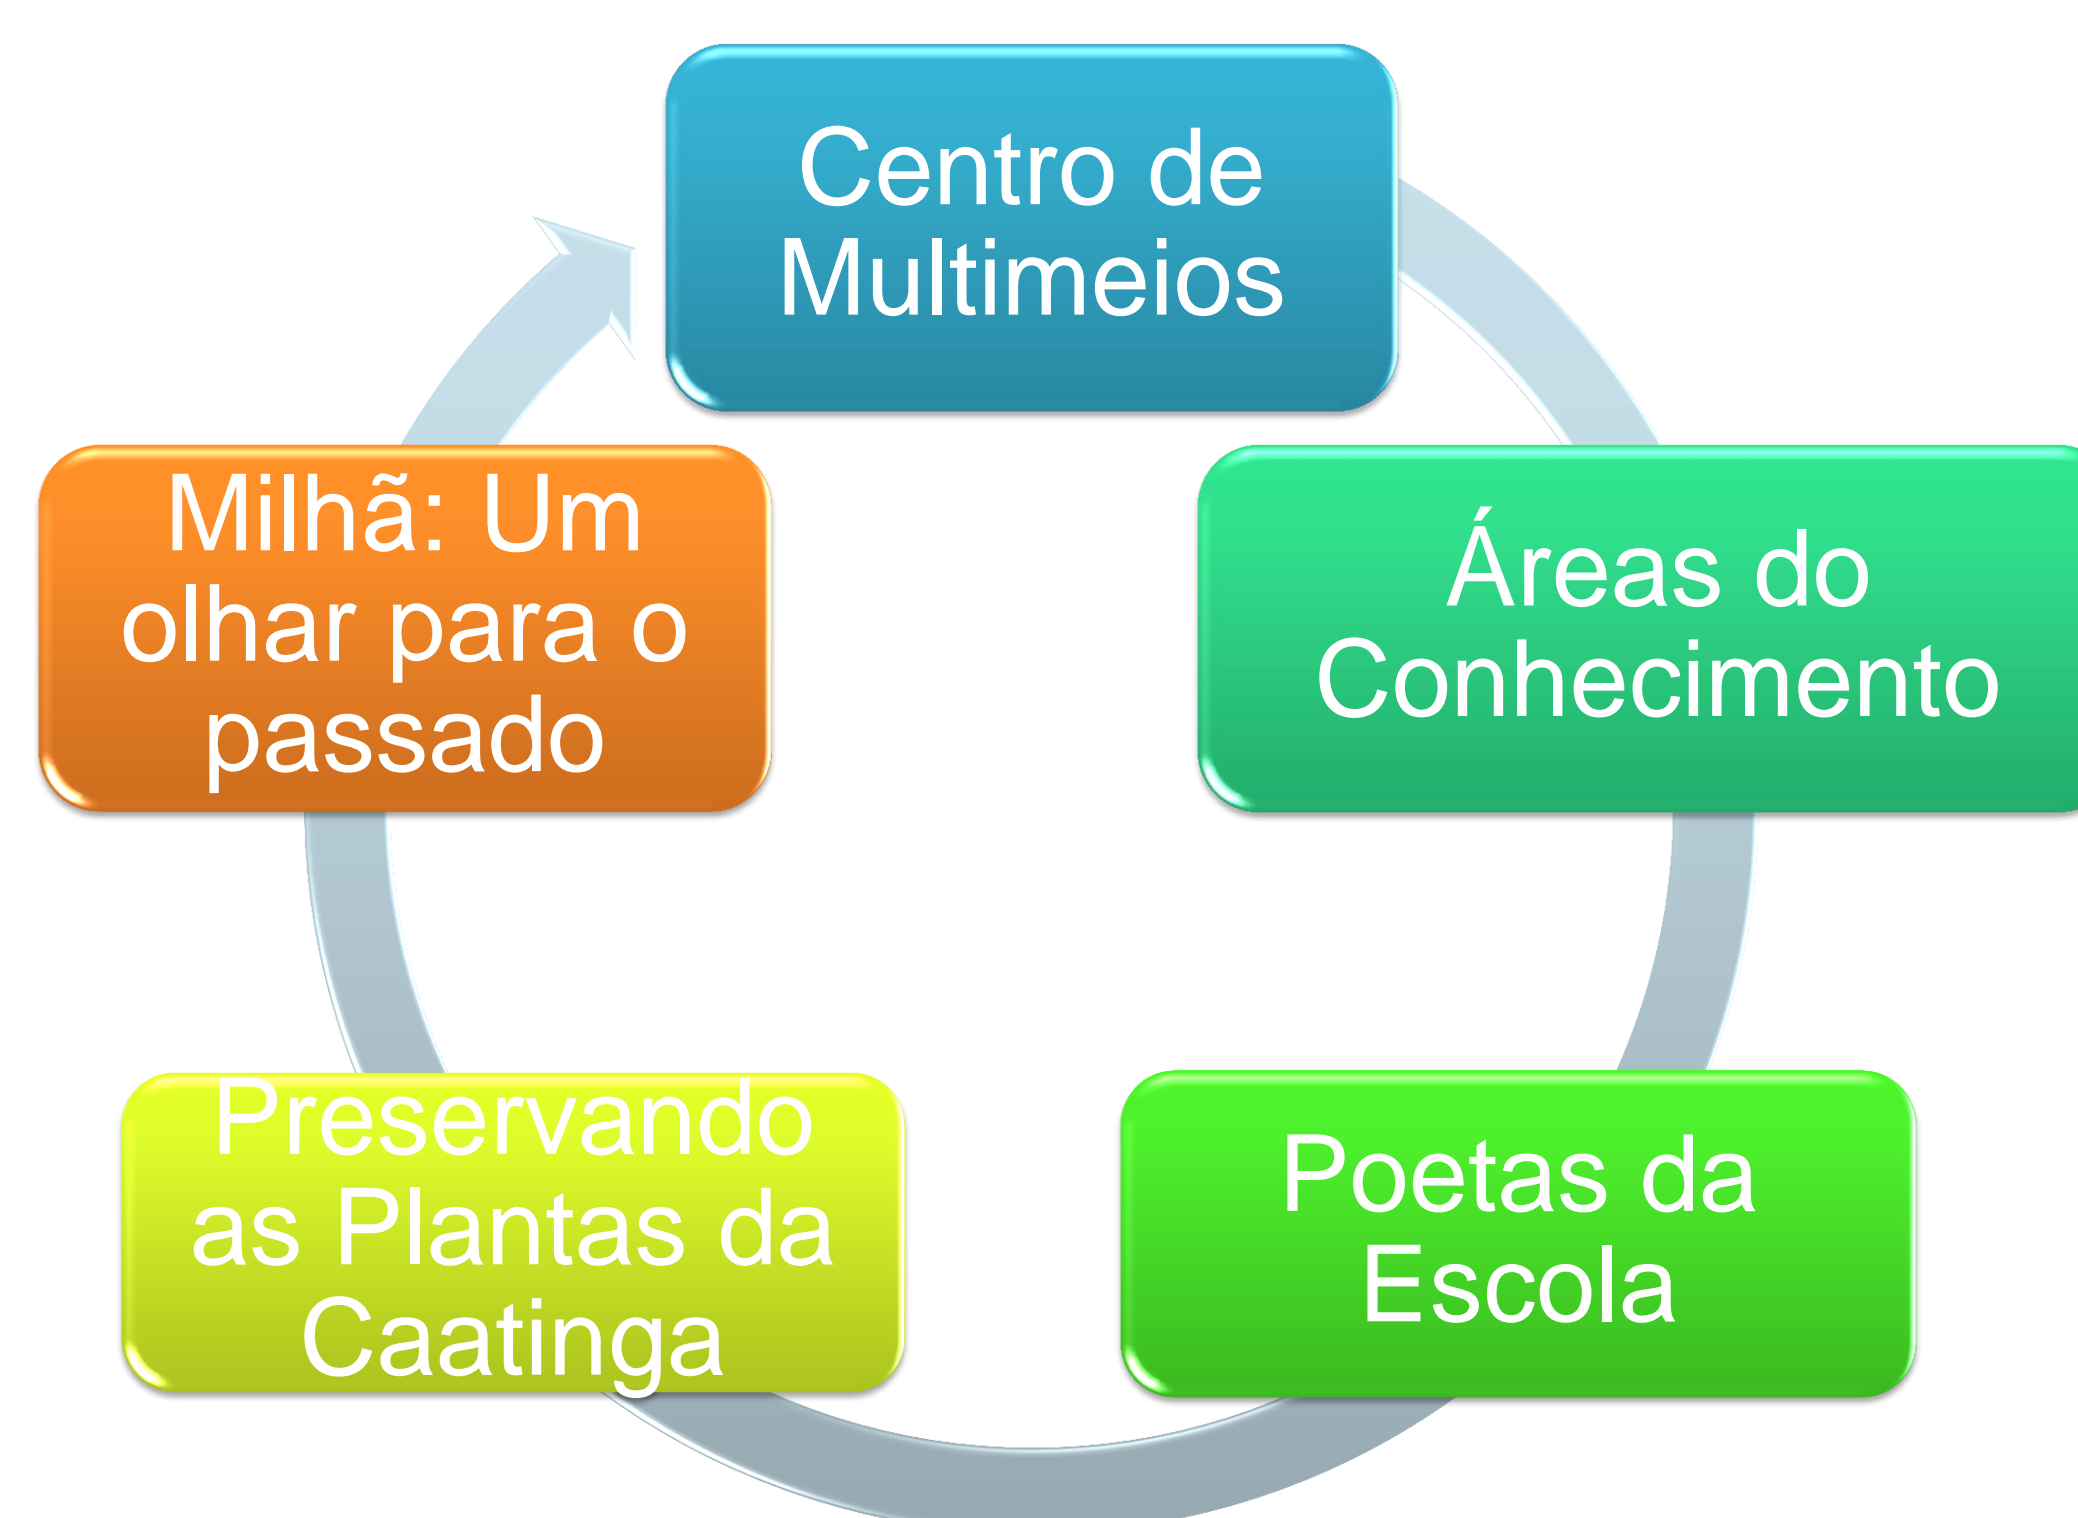 Centro de
Multimeios
Áreas do
Conhecimento
Poetas da
Escola
Preservando
as Plantas da
Caatinga
Milhã: Um
olhar para o
passado